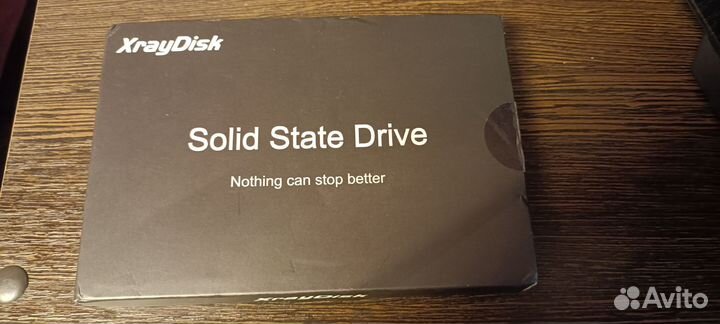 XrayDisk
Solid State Drive
Nothing can stop better
XrayDisk
Avito